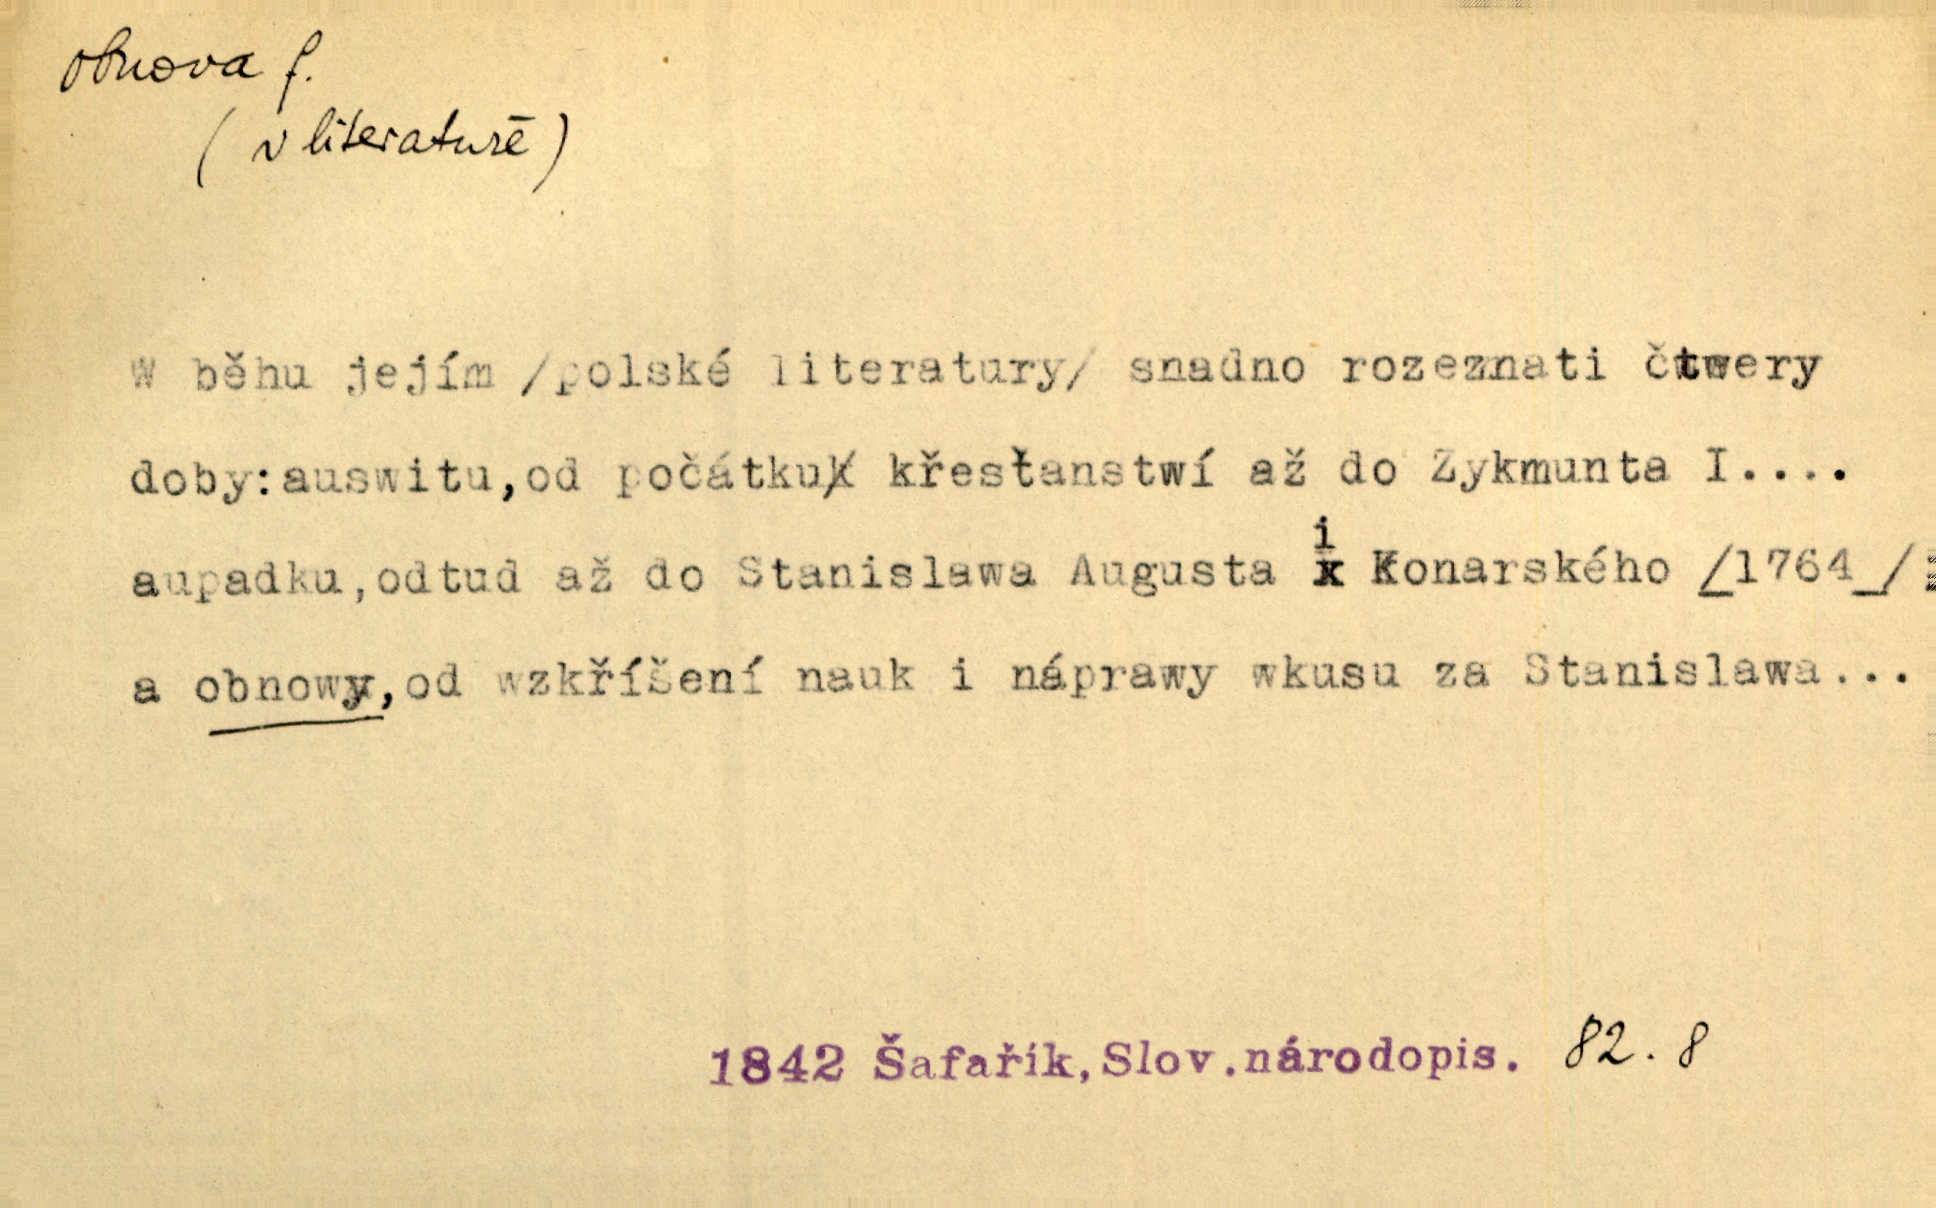 obnova f.
( v literatuře )
W běhu jejím /polské literatury/ snadno rozeznati čtwery
doby:auswitu,od počátku křesťanstwí až do Zykmunta I....
aupadku,odtud až do Stanislawa Augusta i Konarského /1764/
a obnowy,od wzkříšení nauk i náprawy wkusu za Stanislawa...
1842 Šafařík,Slov.národopis. 82. 8